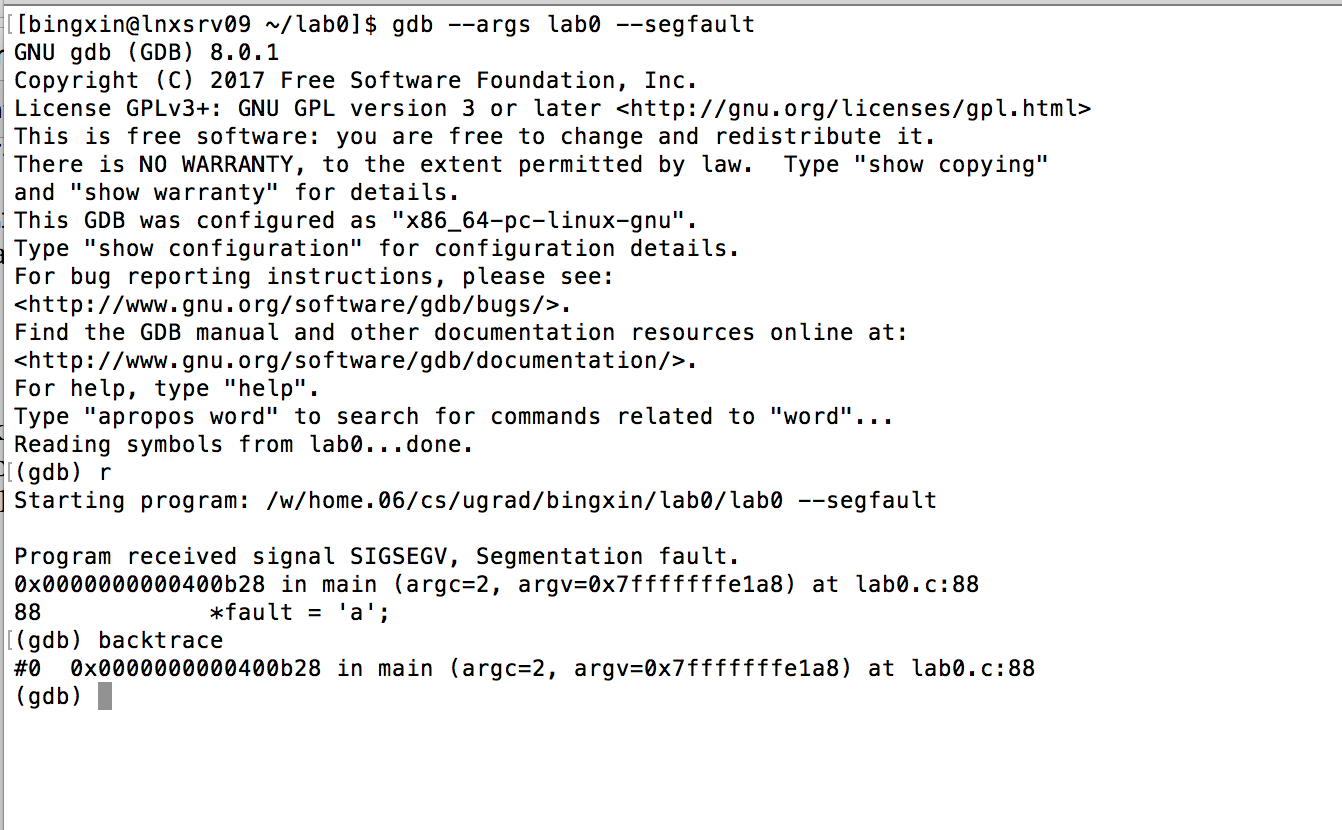 [[bingxin@lnxsrv09 ~/lab0]$ gdb --args lab0 --segfault
GNU gdb (GDB) 8.0.1
Copyright (C) 2017 Free Software Foundation, Inc.
License GPLv3+: GNU GPL version 3 or later <http://gnu.org/licenses/gpl.html>
This is free software: you are free to change and redistribute it.
There is NO WARRANTY, to the extent permitted by law.  Type "show copying"
and "show warranty" for details.
This GDB was configured as "x86_64-pc-linux-gnu".
Type "show configuration" for configuration details.
For bug reporting instructions, please see:
<http://www.gnu.org/software/gdb/bugs/>.
Find the GDB manual and other documentation resources online at:
<http://www.gnu.org/software/gdb/documentation/>.
For help, type "help".
Type "apropos word" to search for commands related to "word"...
Reading symbols from lab0...done.
[(gdb) r
Starting program: /w/home.06/cs/ugrad/bingxin/lab0/lab0 --segfault

Program received signal SIGSEGV, Segmentation fault.
0x0000000000400b28 in main (argc=2, argv=0x7fffffffe1a8) at lab0.c:88
88            *fault = 'a';
[(gdb) backtrace
#0  0x0000000000400b28 in main (argc=2, argv=0x7fffffffe1a8) at lab0.c:88
(gdb)